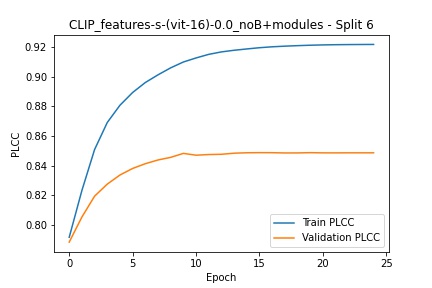 CLIP_features-s-(vit-16)-0.0_noB+modules - Split 6
PLCC
0.92
0.90
0.88
0.86
0.84
0.82
0.80
0
5
10
15
20
25
Epoch
Train PLCC
Validation PLCC